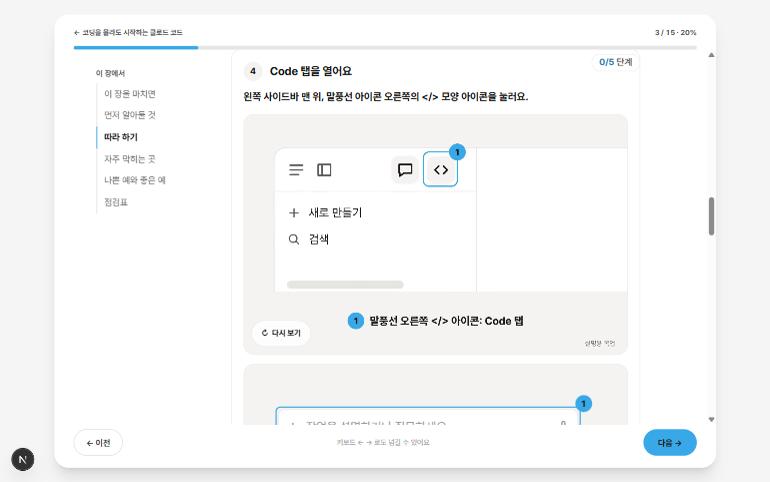 ← 코딩을 몰라도 시작하는 클로드 코드
3 / 15 · 20%
이 장에서
이 장을 마치면
먼저 알아둘 것
따라 하기
자주 막히는 곳
나쁜 예와 좋은 예
점검표
0/5 단계
4 Code 탭을 열어요
왼쪽 사이드바 맨 위, 말풍선 아이콘 오른쪽의 </> 모양 아이콘을 눌러요.
1
새로 만들기
검색
1 말풍선 오른쪽 </> 아이콘: Code 탭
다시 보기
설명용 목업
1
← 이전
키보드 ← → 로도 넘길 수 있어요
다음 →
N